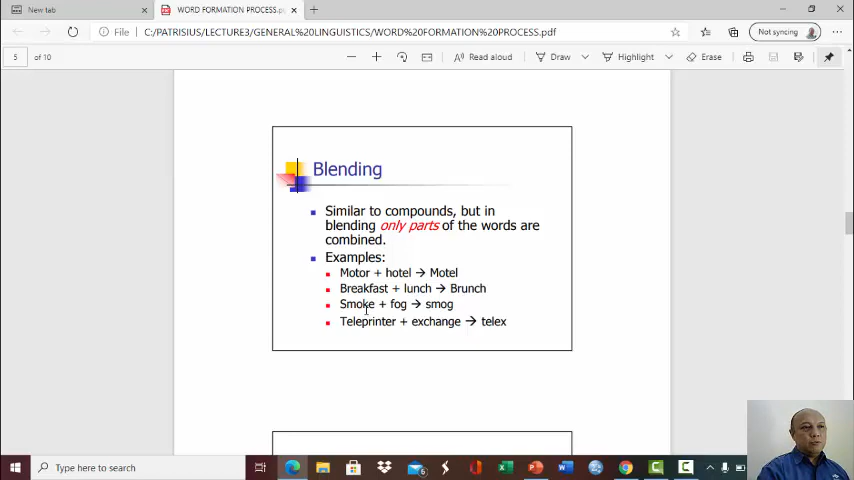 New tab
WORD FORMATION PROCESS.p
C:/PATRISIUS/LECTURE3/GENERAL%20LINGUISTICS/WORD%20FORMATION%20PROCESS.pdf
Not syncing
5 of 10
Read aloud
Draw
Highlight
Erase
Blending
Similar to compounds, but in
blending only parts of the words are
combined.
Examples:
Motor + hotel → Motel
Breakfast + lunch → Brunch
Smoke + fog → smog
Teleprinter + exchange → telex
Type here to search